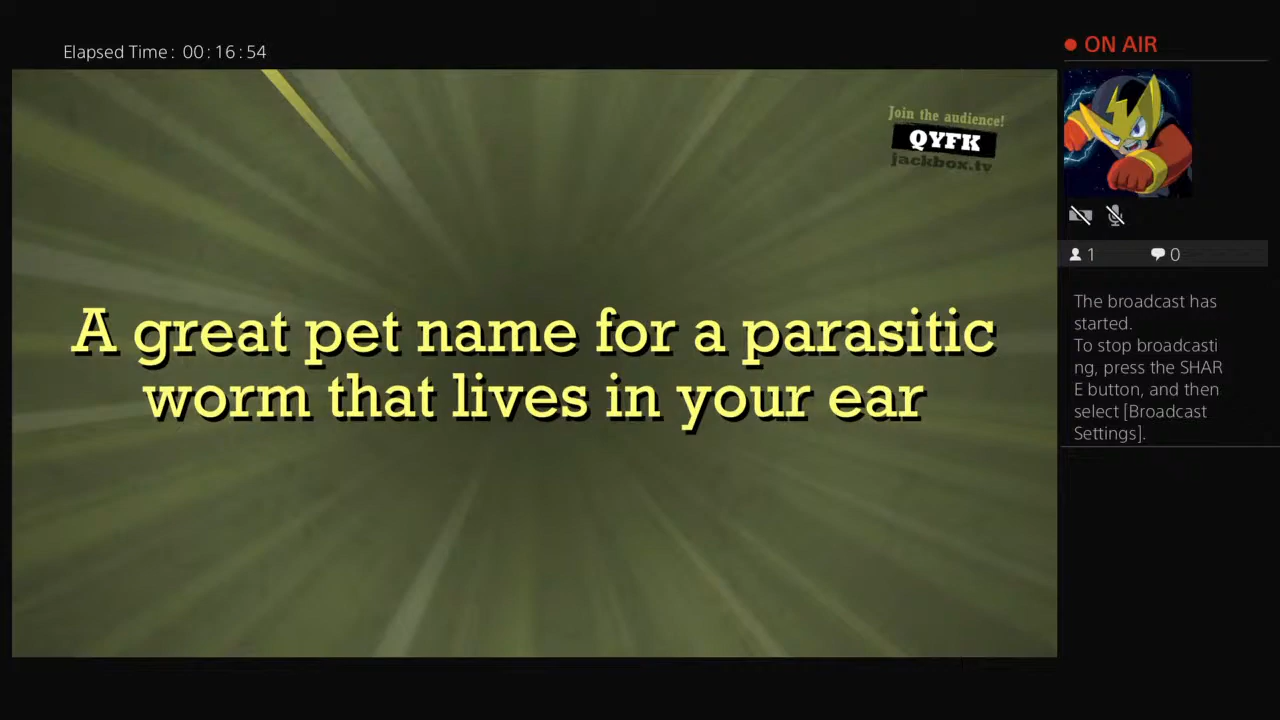 Elapsed Time: 00:16:54
ON AIR
Join the audience!
QYFK
jackbox.tv
A great pet name for a parasitic
worm that lives in your ear
1
0
The broadcast has
started.
To stop broadcasti
ng, press the SHAR
E button, and then
select [Broadcast
Settings].